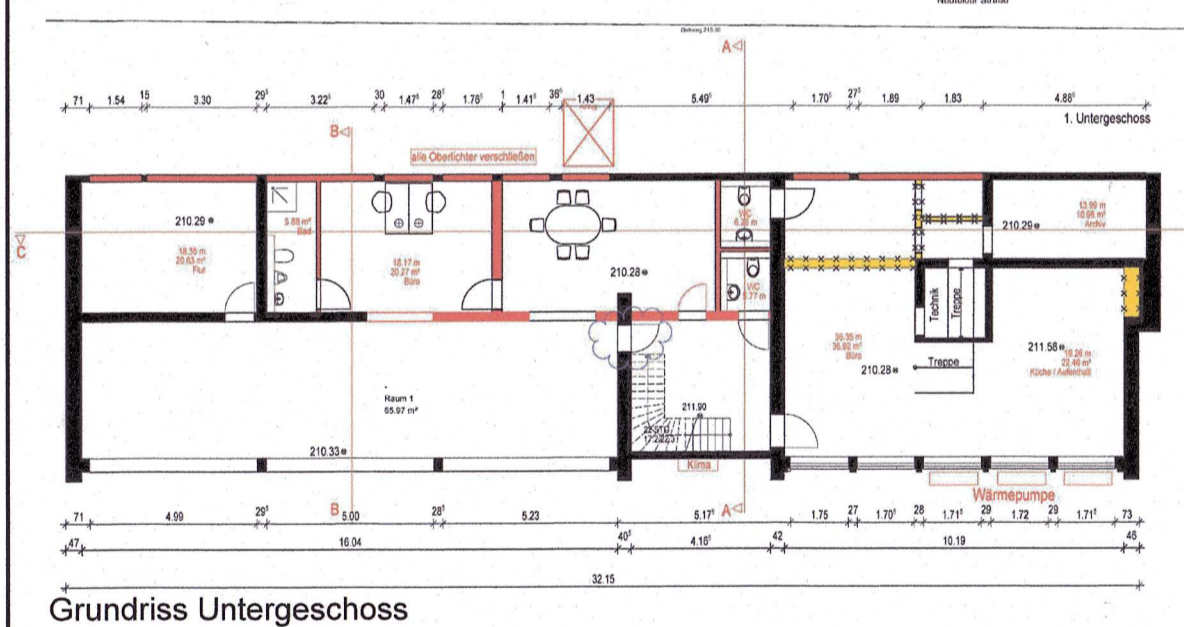 Neufelder Straße
A
71 1.54 15 3.30 29⁵ 3.22⁵ 30 1.47⁵ 28⁵ 1.76⁵ 1 1.41⁵ 38⁵ 1.43 5.49⁵ 1.70⁵ 27⁵ 1.89 1.83 4.88⁵
1. Untergeschoss
B
alle Oberlichter verschließen
C
210.29
18.35 m
20.63 m²
Flur
5.88 m²
Bad
18.17 m
20.27 m²
Büro
210.28
WC
WC
5.77 m
210.29
13.99 m
10.98 m²
Archiv
Technik
Treppe
Treppe
36.92 m²
Büro
210.28
211.58
19.26 m
22.46 m²
Küche / Aufenthalt
Raum 1
65.97 m²
210.33
211.90
Klima
Wärmepumpe
B
A
71 4.99 29⁵ 5.00 28⁵ 5.23 5.17⁵ 1.75 27 1.70⁵ 28 1.71⁵ 29 1.72 29 1.71⁵ 73
47 16.04 40⁵ 4.16⁵ 42 10.19 46
32.15
Grundriss Untergeschoss